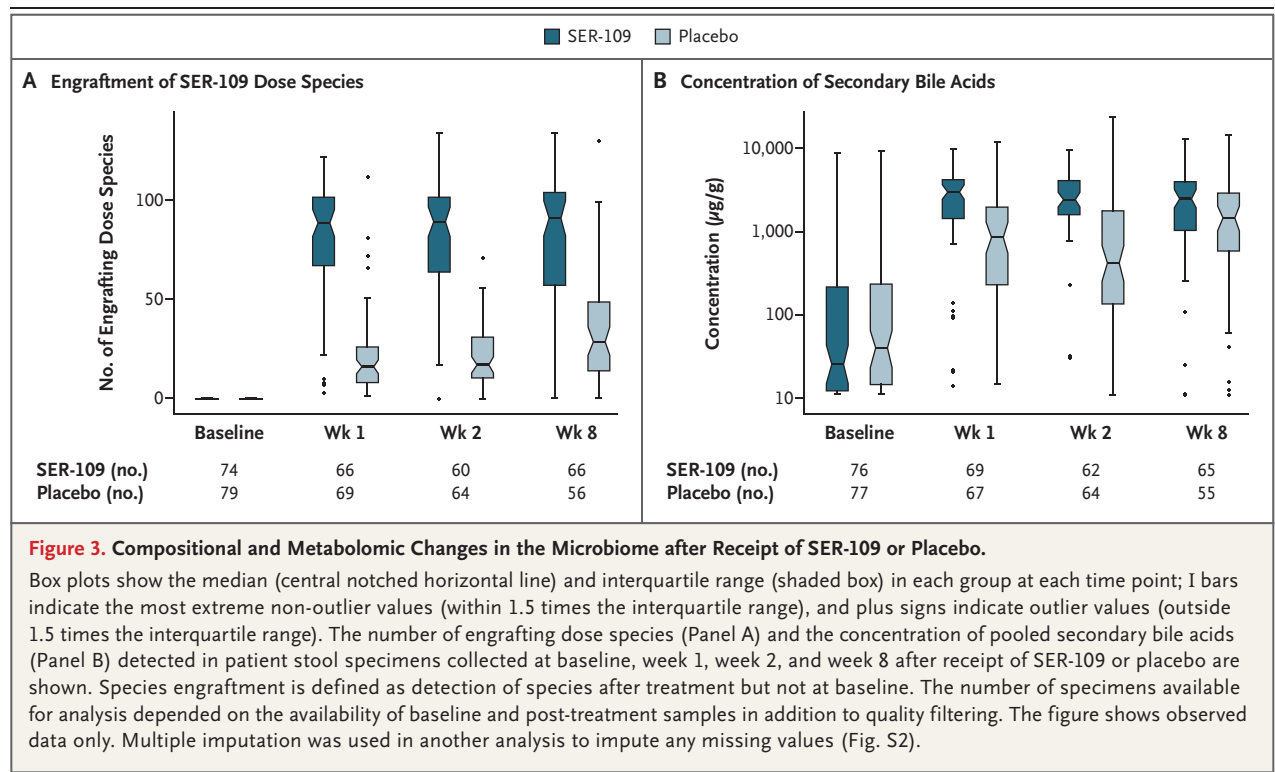 SER-109 Placebo
A Engraftment of SER-109 Dose Species
No. of Engrafting Dose Species
100
50
0
Baseline Wk 1 Wk 2 Wk 8
SER-109 (no.) 74 66 60 66
Placebo (no.) 79 69 64 56
B Concentration of Secondary Bile Acids
Concentration (µg/g)
10,000
1,000
100
10
Baseline Wk 1 Wk 2 Wk 8
SER-109 (no.) 76 69 62 65
Placebo (no.) 77 67 64 55
Figure 3. Compositional and Metabolomic Changes in the Microbiome after Receipt of SER-109 or Placebo.
Box plots show the median (central notched horizontal line) and interquartile range (shaded box) in each group at each time point; I bars
indicate the most extreme non-outlier values (within 1.5 times the interquartile range), and plus signs indicate outlier values (outside
1.5 times the interquartile range). The number of engrafting dose species (Panel A) and the concentration of pooled secondary bile acids
(Panel B) detected in patient stool specimens collected at baseline, week 1, week 2, and week 8 after receipt of SER-109 or placebo are
shown. Species engraftment is defined as detection of species after treatment but not at baseline. The number of specimens available
for analysis depended on the availability of baseline and post-treatment samples in addition to quality filtering. The figure shows observed
data only. Multiple imputation was used in another analysis to impute any missing values (Fig. S2).